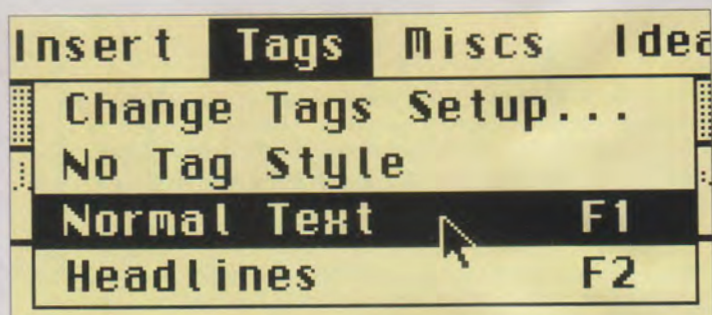 Insert Tags Miscs Idea
Change Tags Setup...
No Tag Style
Normal Text F1
Headlines F2